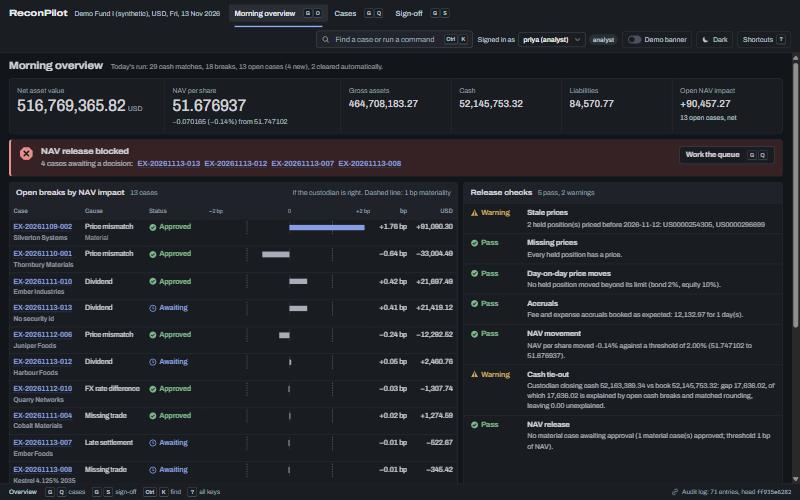 ReconPilot Demo Fund I (synthetic), USD, Fri, 13 Nov 2026 Morning overview G O Cases G Q Sign-off G S
Find a case or run a command Ctrl K Signed in as priya (analyst) analyst Demo banner Dark Shortcuts ?
Morning overview Today's run: 29 cash matches, 18 breaks, 13 open cases (4 new), 2 cleared automatically.
Net asset value NAV per share Gross assets Cash Liabilities Open NAV impact
516,769,365.82 USD 51.676937 464,708,183.27 52,145,753.32 84,570.77 +90,457.27
−0.070165 (−0.14%) from 51.747102 13 open cases, net
NAV release blocked
4 cases awaiting a decision: EX-20261113-013 EX-20261113-012 EX-20261113-007 EX-20261113-008
Work the queue G Q
Open breaks by NAV impact 13 cases If the custodian is right. Dashed line: 1 bp materiality
Case Cause Status −2 bp 0 +2 bp bp USD
EX-20261109-002 Price mismatch Approved +1.76 bp +91,090.30
Silverton Systems Material
EX-20261110-001 Price mismatch Approved −0.64 bp −33,004.49
Thornbury Materials
EX-20261111-010 Dividend Approved +0.42 bp +21,697.49
Ember Industries
EX-20261113-013 Dividend Awaiting +0.41 bp +21,419.12
No security id
EX-20261112-006 Price mismatch Approved −0.24 bp −12,292.52
Juniper Foods
EX-20261113-012 Dividend Awaiting +0.05 bp +2,460.76
Harbour Foods
EX-20261112-010 FX rate difference Approved −0.03 bp −1,307.74
Quarry Networks
EX-20261111-004 Missing trade Approved +0.02 bp +1,274.59
Cobalt Materials
EX-20261113-007 Late settlement Awaiting −0.01 bp −522.67
Ember Foods
EX-20261113-008 Missing trade Awaiting −0.01 bp −345.42
Kestrel 4.125% 2035
Release checks 5 pass, 2 warnings
Warning Stale prices
2 held position(s) priced before 2026-11-12: US0000254305, US0000296699
Pass Missing prices
Every held position has a price.
Pass Day-on-day price moves
No held position moved beyond its limit (bond 2%, equity 10%).
Pass Accruals
Fee and expense accruals booked as expected: 12,132.97 for 1 day(s).
Pass NAV movement
NAV per share moved -0.14% against a threshold of 2.00% (51.747102 to
51.676937).
Warning Cash tie-out
Custodian closing cash 52,163,389.34 vs book 52,145,753.32: gap 17,636.02, of
which 17,636.02 is explained by open cash breaks and matched rounding,
leaving 0.00 unexplained.
Pass NAV release
No material case awaiting approval (1 material case(s) approved; threshold 1 bp
of NAV).
Overview G Q cases G S sign-off Ctrl K find ? all keys Audit log: 71 entries, head ff935e6282